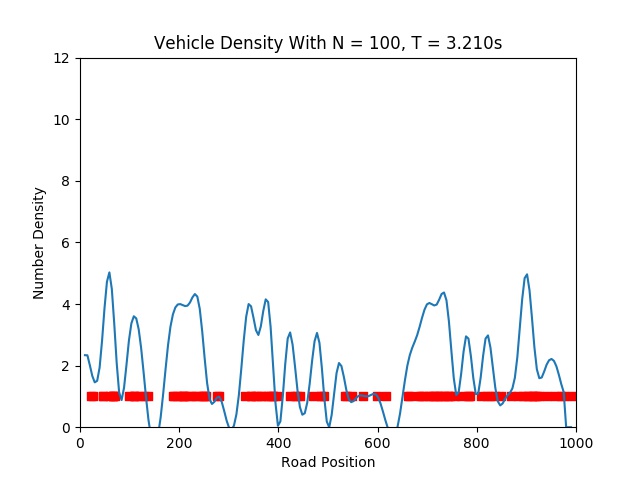 Vehicle Density With N = 100, T = 3.210s
12
10
8
6
4
2
0
Number Density
0 200 400 600 800 1000
Road Position